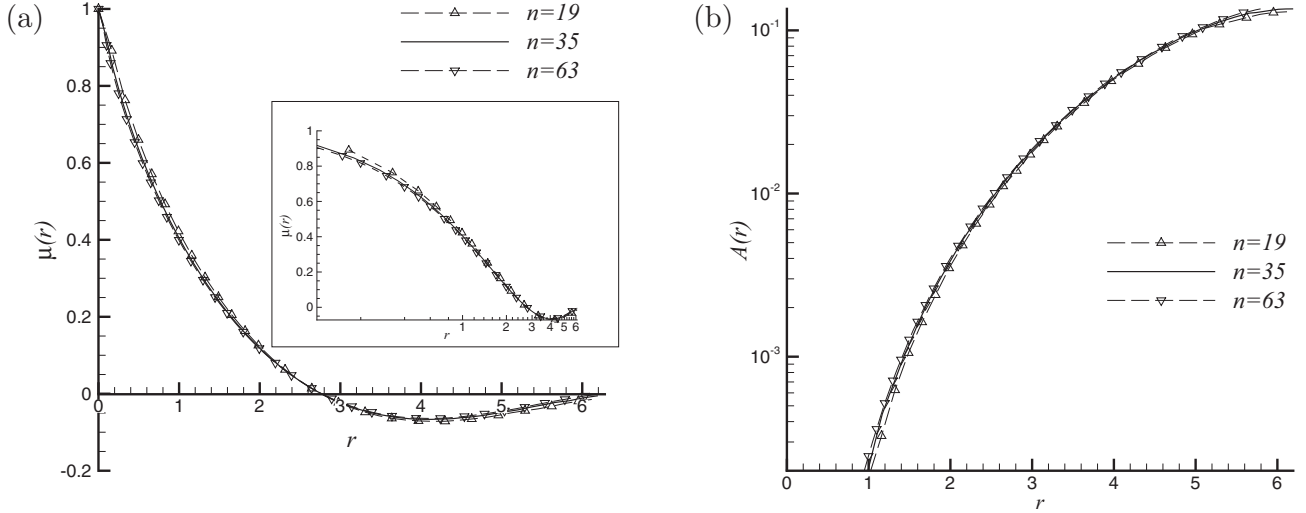 (a)
n=19
n=35
n=63
1
0.8
0.6
0.4
0.2
0
-0.2
μ(r)
0 1 2 3 4 5 6
r
1
0.8
0.6
0.4
0.2
0
μ(r)
1 2 3 4 5 6
r
(b)
10⁻¹
10⁻²
10⁻³
A(r)
n=19
n=35
n=63
0 1 2 3 4 5 6
r